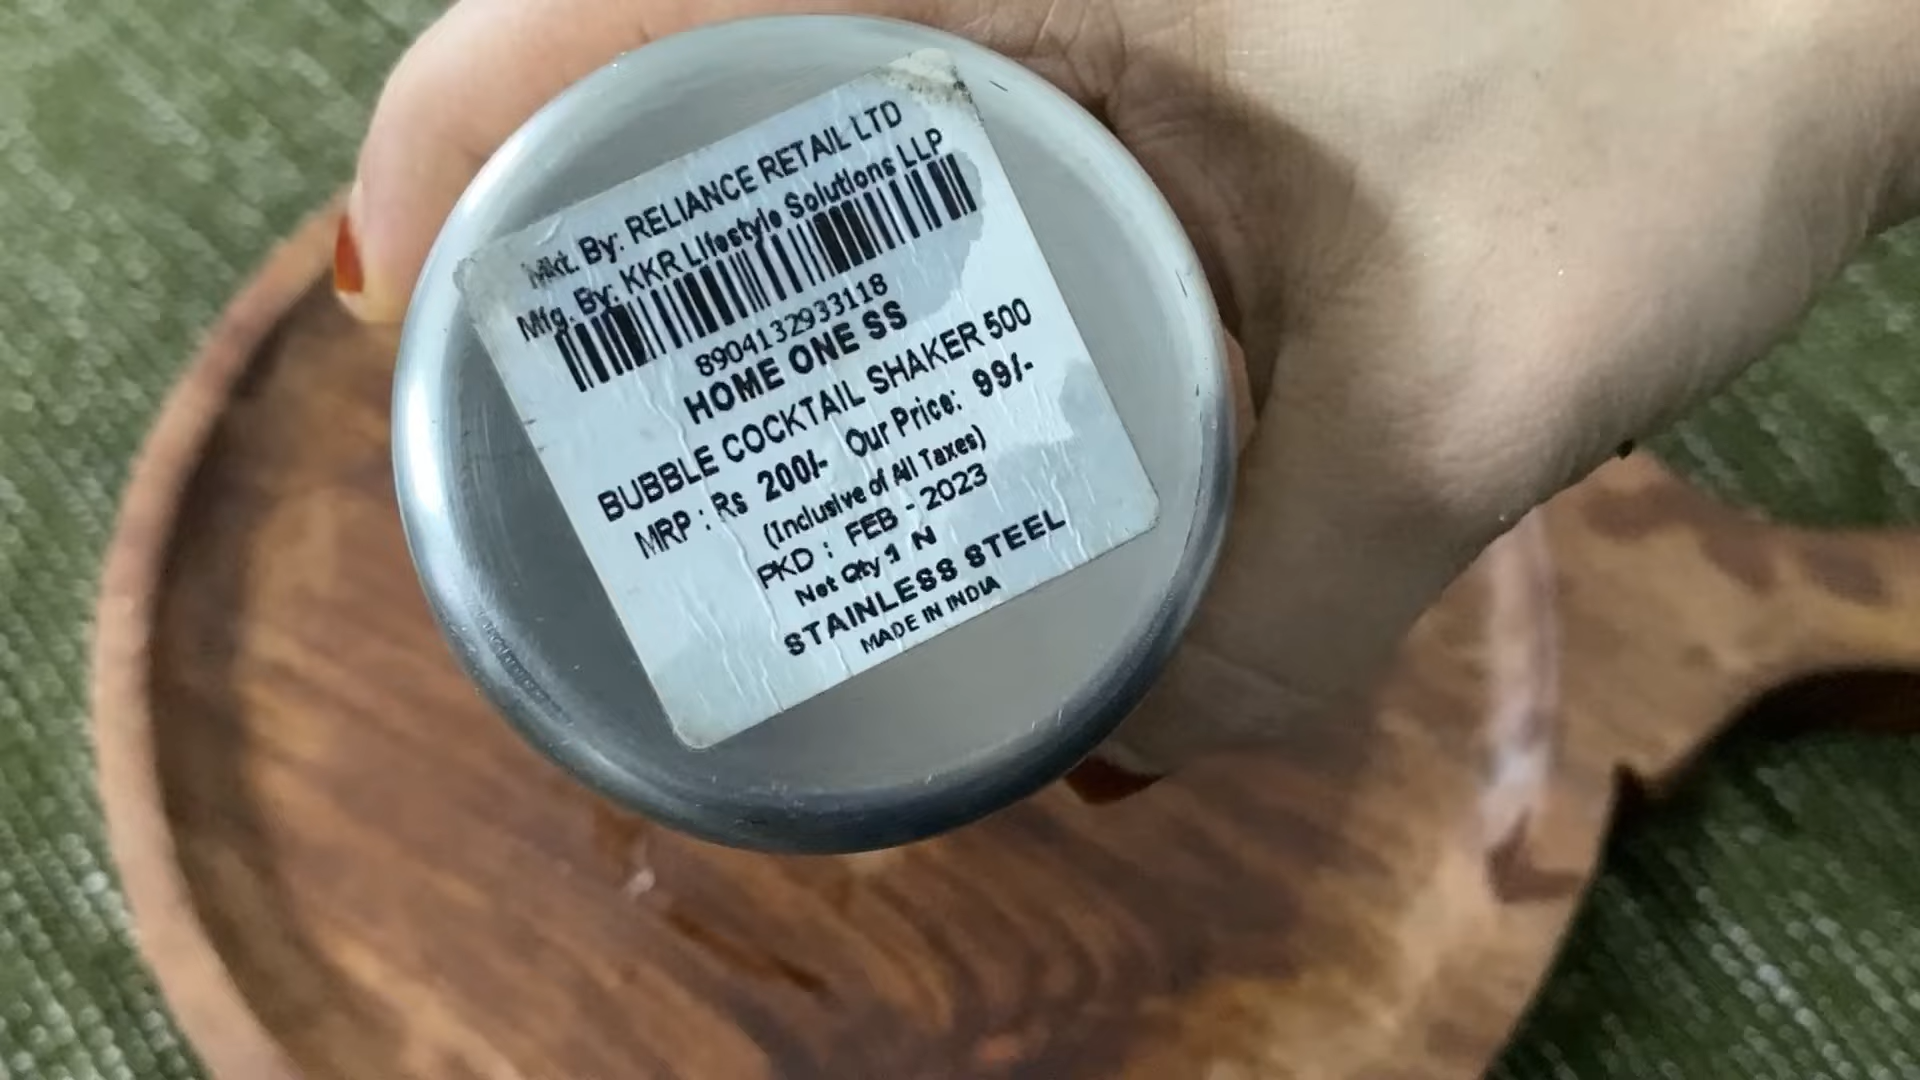 Mkt. By: RELIANCE RETAIL LTD
Mfg. By: KKR Lifestyle Solutions LLP
8904132933118
HOME ONE SS
BUBBLE COCKTAIL SHAKER 500
MRP : Rs 200/- Our Price: 99/-
(Inclusive of All Taxes)
PKD : FEB - 2023
Net Qty 1 N
STAINLESS STEEL
MADE IN INDIA